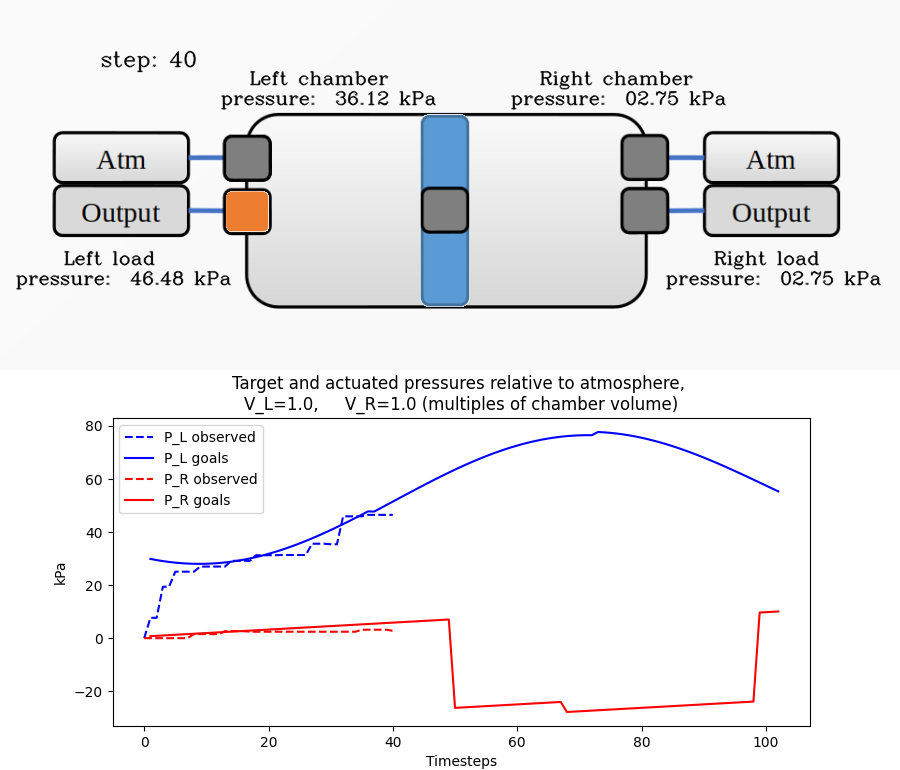 step: 40
Left chamber
pressure: 36.12 kPa
Right chamber
pressure: 02.75 kPa
Atm
Output
Atm
Output
Left load
pressure: 46.48 kPa
Right load
pressure: 02.75 kPa
Target and actuated pressures relative to atmosphere,
V_L=1.0, V_R=1.0 (multiples of chamber volume)
P_L observed
P_L goals
P_R observed
P_R goals
kPa
80
60
40
20
0
−20
0 20 40 60 80 100
Timesteps